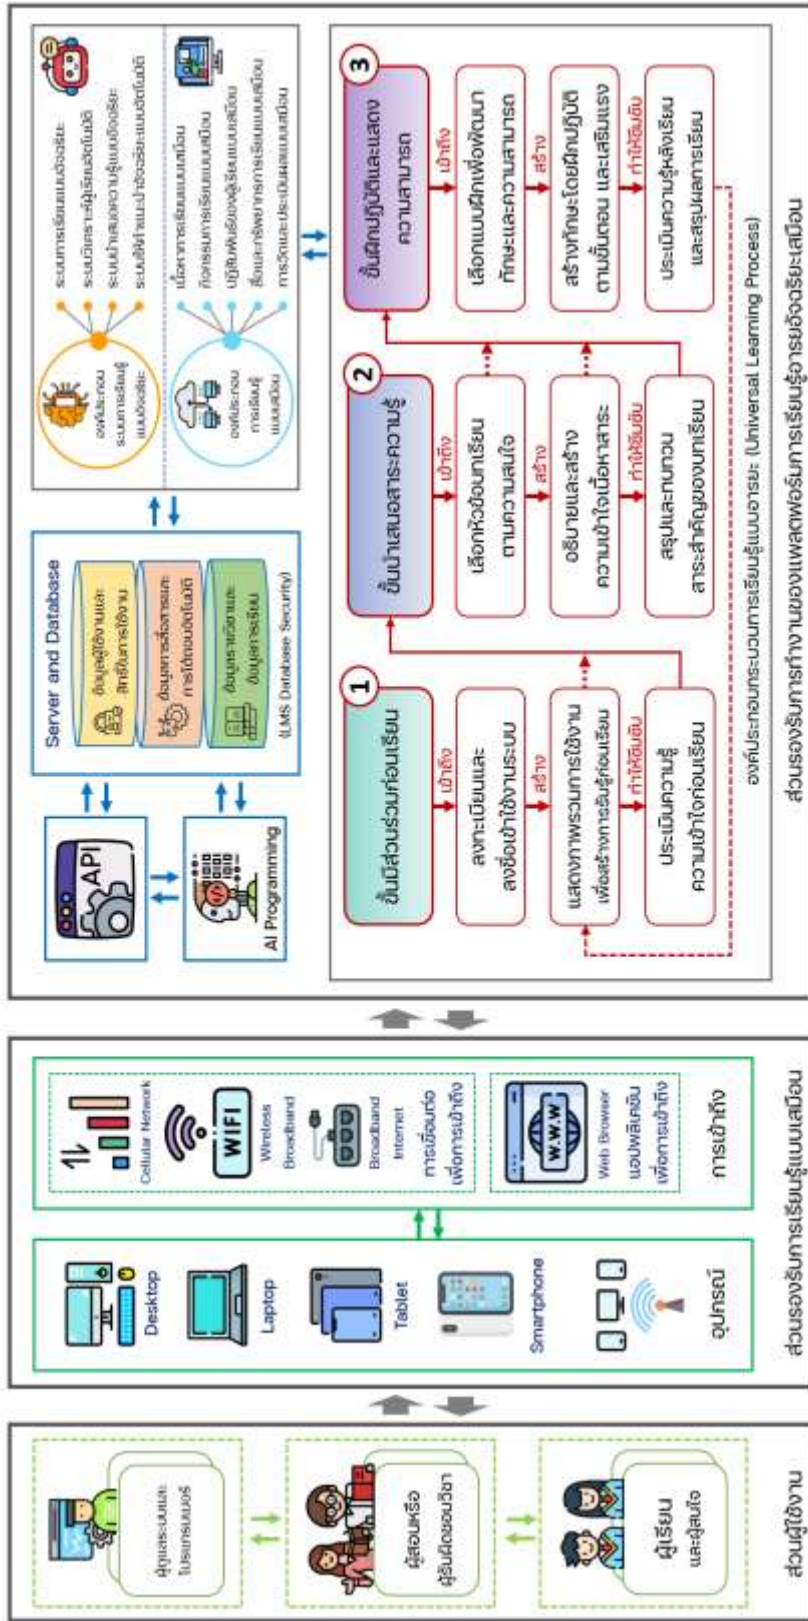 ผู้ดูแลระบบและ
โปรแกรมเมอร์
ผู้สอนหรือ
ผู้รับผิดชอบวิชา
ผู้เรียน
และผู้สนใจ
ส่วนผู้ใช้งาน
Desktop
Laptop
Tablet
Smartphone
อุปกรณ์
Cellular Network
WIFI
Wireless
Broadband
Broadband
Internet
การเชื่อมต่อ
เพื่อการเข้าถึง
W.W.W
Web Browser
แอปพลิเคชัน
เพื่อการเข้าถึง
การเข้าถึง
ส่วนรองรับการเรียนรู้แบบเสมือน
API
AI Programming
Server and Database
ข้อมูลผู้ใช้งานและ
สิทธิ์ในการใช้งาน
ข้อมูลการสื่อสารและ
การโต้ตอบอัตโนมัติ
ข้อมูลรายวิชาและ
ข้อมูลการเรียน
(LMS Database Security)
องค์ประกอบ
ระบบการเรียนรู้
แบบอัจฉริยะ
ระบบการเรียนแบบอัจฉริยะ
ระบบวิเคราะห์ผู้เรียนอัตโนมัติ
ระบบนำเสนอความรู้แบบอัจฉริยะ
ระบบให้คำแนะนำอัจฉริยะแบบอัตโนมัติ
องค์ประกอบ
การเรียนรู้
แบบเสมือน
เนื้อหาการเรียนแบบเสมือน
กิจกรรมการเรียนแบบเสมือน
ปฏิสัมพันธ์ของผู้เรียนแบบเสมือน
สื่อและทรัพยากรการเรียนแบบเสมือน
การวัดและประเมินผลแบบเสมือน
1
ขั้นมีส่วนร่วมก่อนเรียน
เข้าถึง
ลงทะเบียนและ
ลงชื่อเข้าใช้งานระบบ
สร้าง
แสดงภาพรวมการใช้งาน
เพื่อสร้างการรับรู้ก่อนเรียน
ทำให้ซึมซับ
ประเมินความรู้
ความเข้าใจก่อนเรียน
2
ขั้นนำเสนอสาระความรู้
เข้าถึง
เลือกหัวข้อบทเรียน
ตามความสนใจ
สร้าง
อธิบายและสร้าง
ความเข้าใจเนื้อหาสาระ
ทำให้ซึมซับ
สรุปและทบทวน
สาระสำคัญของบทเรียน
3
ขั้นฝึกปฏิบัติและแสดง
ความสามารถ
เข้าถึง
เลือกแบบฝึกเพื่อพัฒนา
ทักษะและความสามารถ
สร้าง
สร้างทักษะโดยฝึกปฏิบัติ
ตามขั้นตอน และเสริมแรง
ทำให้ซึมซับ
ประเมินความรู้หลังเรียน
และสรุปผลการเรียน
องค์ประกอบกระบวนการเรียนรู้แบบอารยะ (Universal Learning Process)
ส่วนรองรับการทำงานของแพลตฟอร์มการเรียนรู้อารยะอัจฉริยะเสมือน